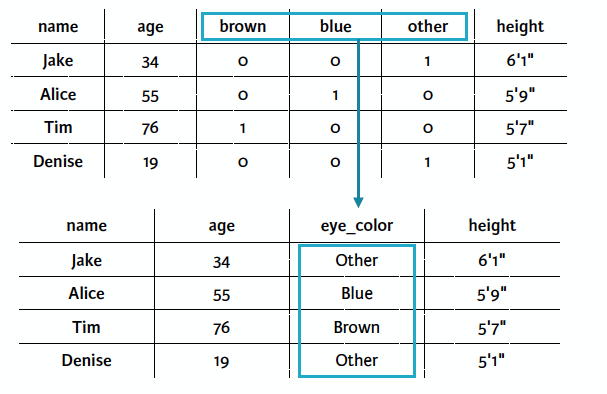 name age brown blue other height
Jake 34 0 0 1 6'1"
Alice 55 0 1 0 5'9"
Tim 76 1 0 0 5'7"
Denise 19 0 0 1 5'1"
name age eye_color height
Jake 34 Other 6'1"
Alice 55 Blue 5'9"
Tim 76 Brown 5'7"
Denise 19 Other 5'1"